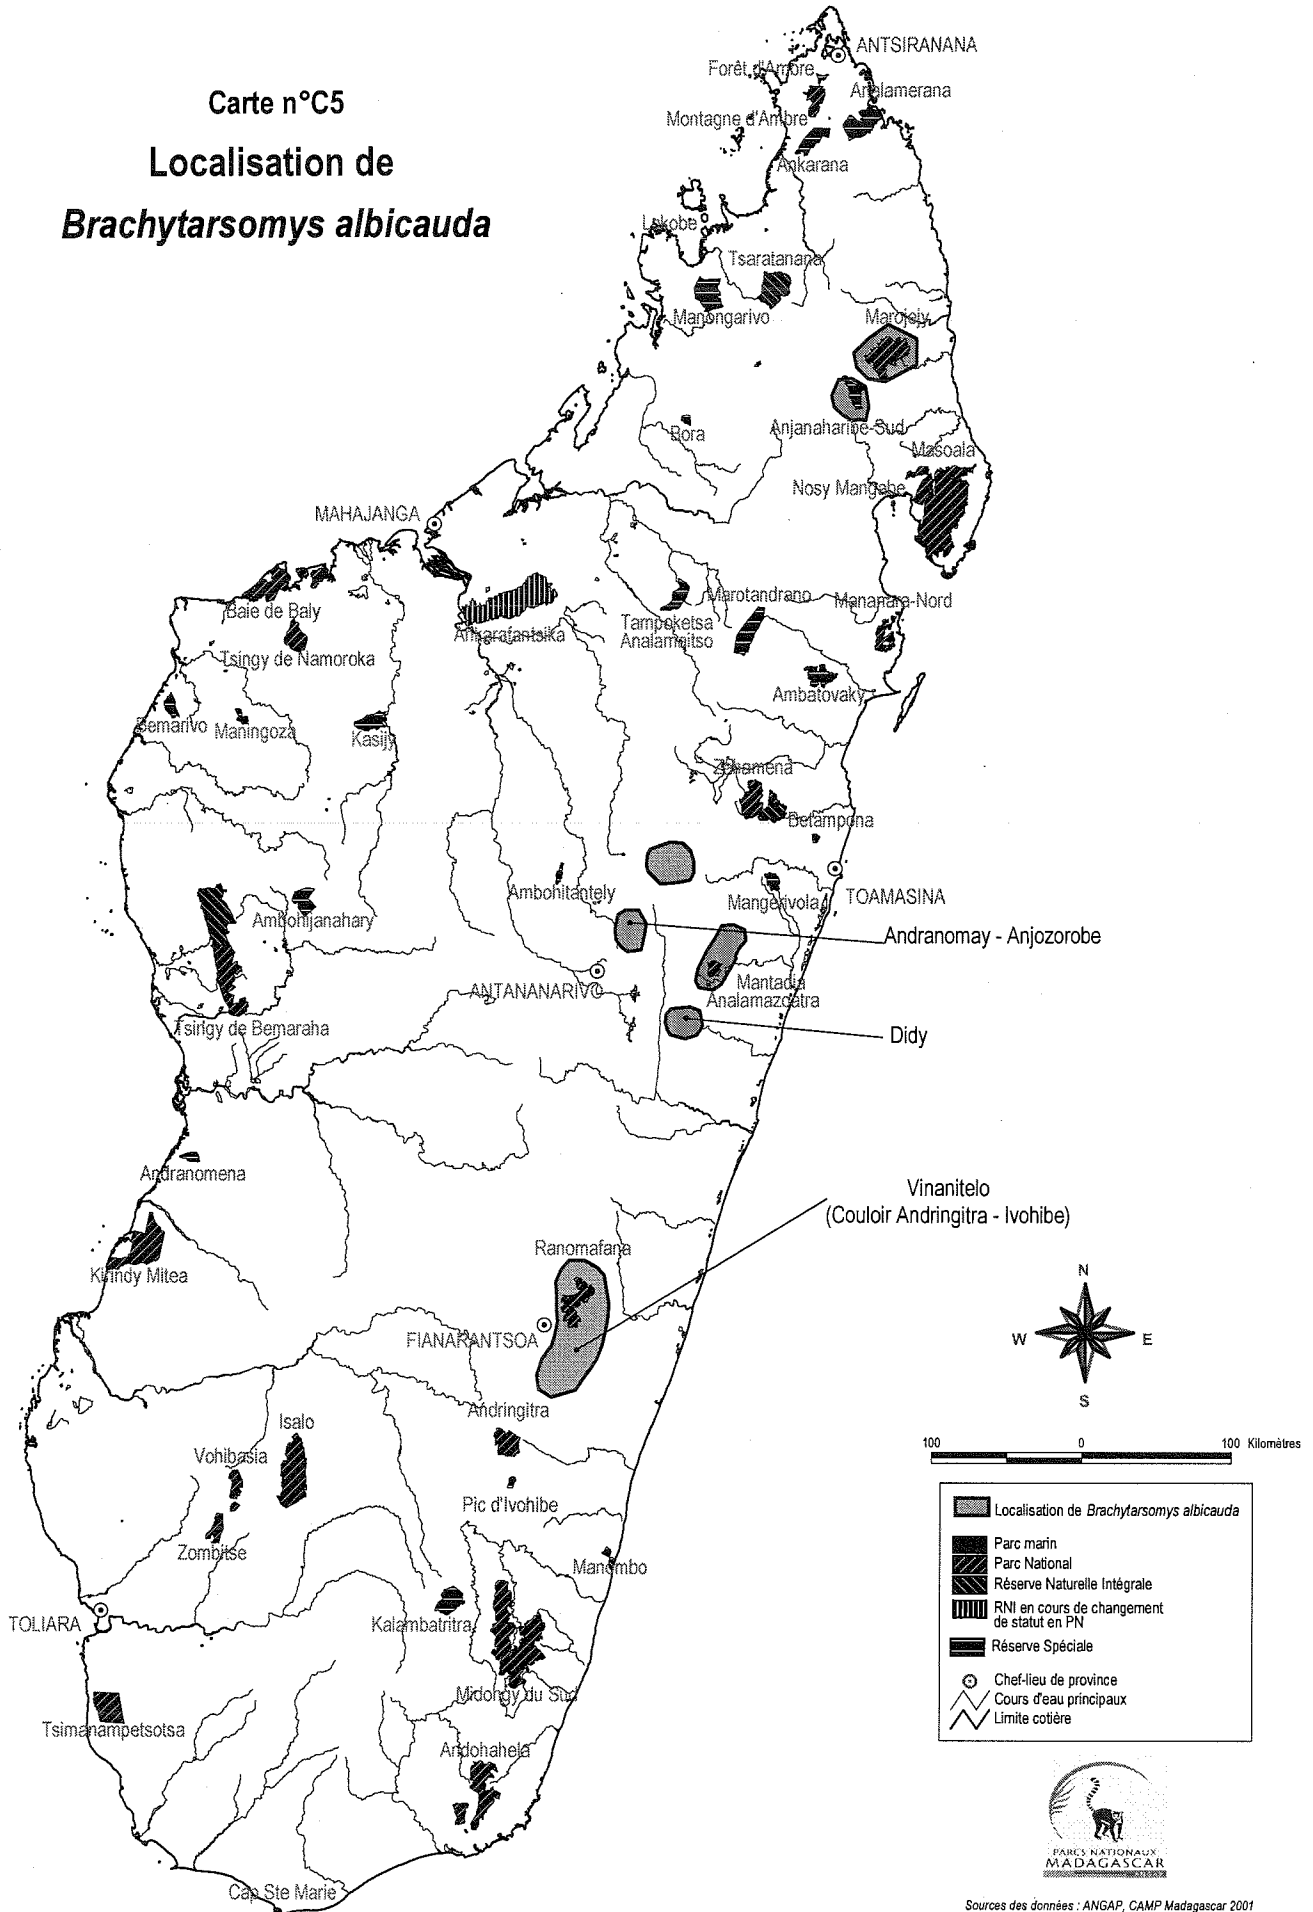 Carte n°C5
Localisation de
Brachytarsomys albicauda
ANTSIRANANA
Forêt d'Ambre
Analamerana
Montagne d'Ambre
Ankarana
Lokobe
Tsaratanana
Manongarivo
Marojejy
Bora
Anjanaharibe-Sud
Masoala
Nosy Mangabe
MAHAJANGA
Baie de Baly
Ankarafantsika
Tampoketsa
Analamaitso
Marotandrano
Mananara-Nord
Tsingy de Namoroka
Ambatovaky
Bemarivo
Maningoza
Kasijy
Zahamena
Betampona
Ambohitantely
Mangerivola
TOAMASINA
Ambohijanahary
Andranomay - Anjozorobe
ANTANANARIVO
Mantadia
Analamazoatra
Tsingy de Bemaraha
Didy
Andranomena
Vinanitelo
(Couloir Andringitra - Ivohibe)
Ranomafana
Kirindy Mitea
FIANARANTSOA
Andringitra
Isalo
Vohibasia
Pic d'Ivohibe
Zombitse
Manombo
TOLIARA
Kalambatritra
Midongy du Sud
Tsimanampetsotsa
Andohahela
Cap Ste Marie
N
W
E
S
100 0 100 Kilomètres
Localisation de Brachytarsomys albicauda
Parc marin
Parc National
Réserve Naturelle Intégrale
RNI en cours de changement
de statut en PN
Réserve Spéciale
Chef-lieu de province
Cours d'eau principaux
Limite cotière
PARCS NATIONAUX
MADAGASCAR
Sources des données : ANGAP, CAMP Madagascar 2001